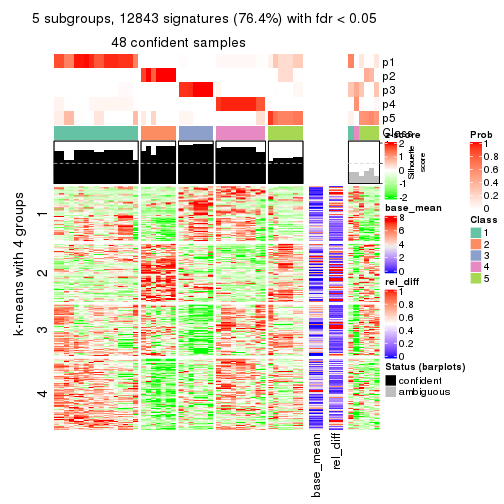 5 subgroups, 12843 signatures (76.4%) with fdr < 0.05
48 confident samples
p1
p2
p3
p4
p5
Class
z-score
2
1
0
-1
-2
Silhouette
score
base_mean
8
6
4
2
0
rel_diff
1
0.8
0.6
0.4
0.2
0
Prob
1
0.8
0.6
0.4
0.2
0
Class
1
2
3
4
5
Status (barplots)
confident
ambiguous
k-means with 4 groups
1
2
3
4
base_mean
rel_diff